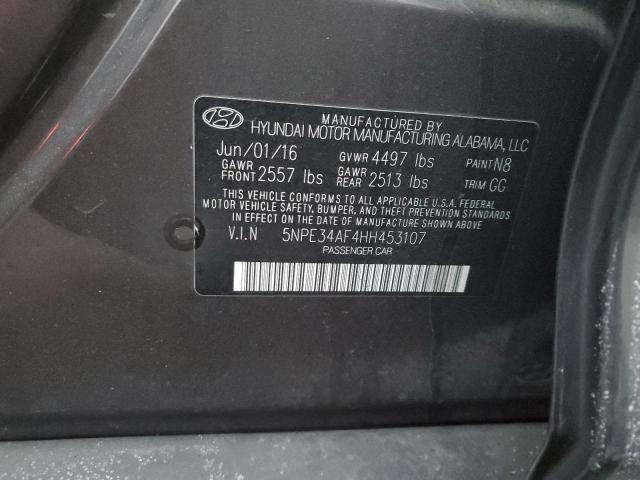 MANUFACTURED BY
HYUNDAI MOTOR MANUFACTURING ALABAMA, LLC
Jun/01/16 GVWR 4497 lbs PAINT N8
GAWR FRONT 2557 lbs GAWR REAR 2513 lbs TRIM GG
THIS VEHICLE CONFORMS TO ALL APPLICABLE U.S.A. FEDERAL
MOTOR VEHICLE SAFETY, BUMPER, AND THEFT PREVENTION STANDARDS
IN EFFECT ON THE DATE OF MANUFACTURE SHOWN ABOVE
V.I.N 5NPE34AF4HH453107
PASSENGER CAR